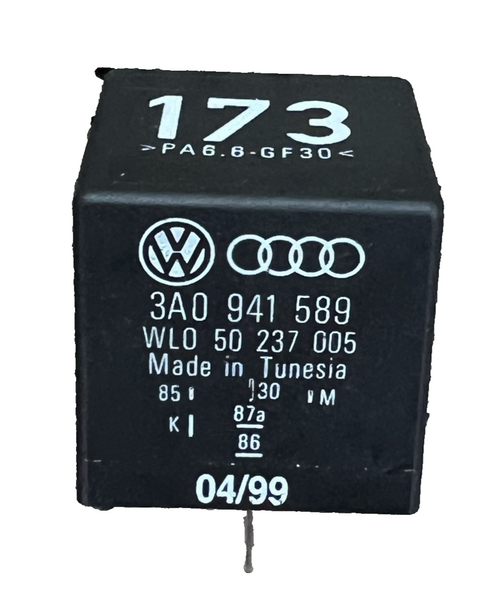 173
>PA6.6-GF30<
3A0 941 589
WLO 50 237 005
Made in Tunesia
85 30 M
K 87a
86
04/99